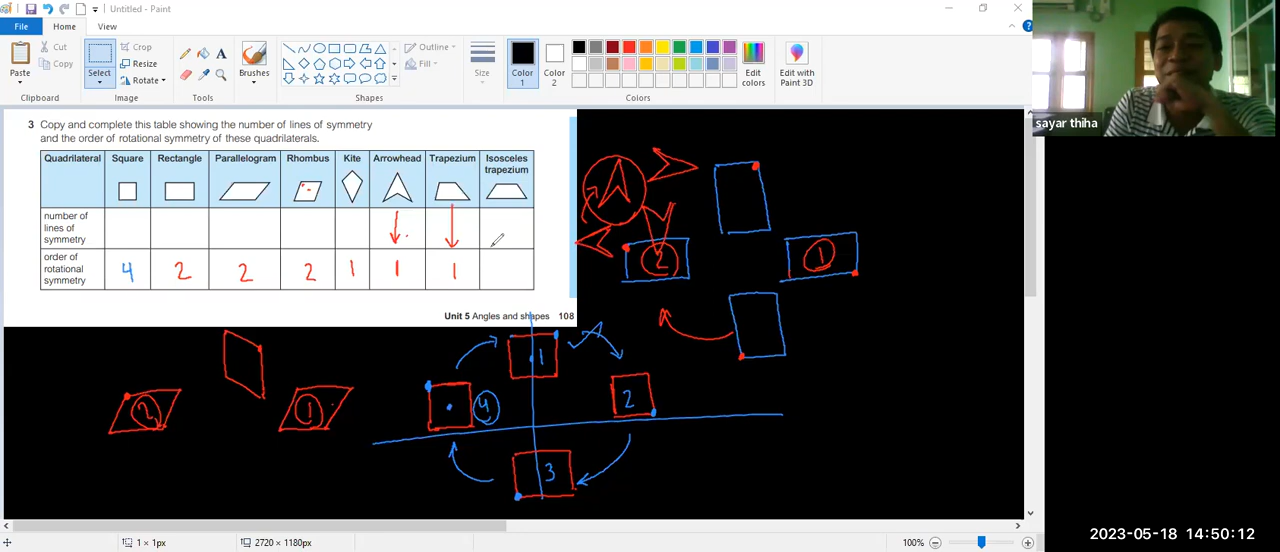 Untitled - Paint
File
Home
View
Paste
Cut
Copy
Clipboard
Select
Crop
Resize
Rotate
Image
Tools
Brushes
Shapes
Outline
Fill
Size
Color 1
Color 2
Colors
Edit colors
Edit with Paint 3D
sayar thiha
3 Copy and complete this table showing the number of lines of symmetry
and the order of rotational symmetry of these quadrilaterals.
Quadrilateral Square Rectangle Parallelogram Rhombus Kite Arrowhead Trapezium Isosceles trapezium
number of lines of symmetry
order of rotational symmetry 4 2 2 2 1 1 1
Unit 5 Angles and shapes 108
2
1
1
2
3
4
2
1
1 × 1px
2720 × 1180px
100%
2023-05-18 14:50:12